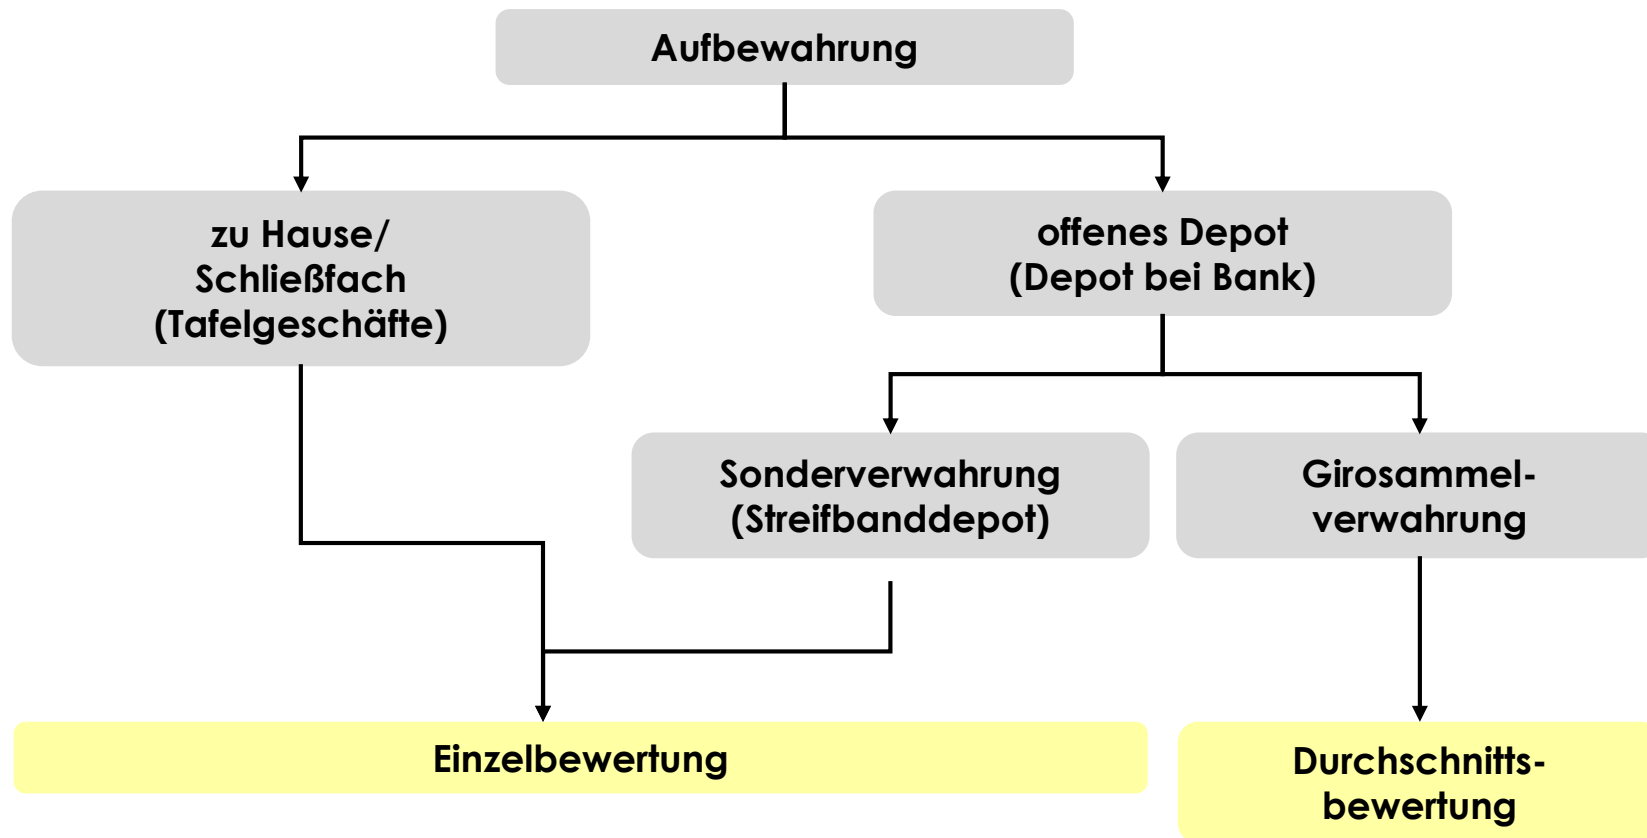 Aufbewahrung
zu Hause/
Schließfach
(Tafelgeschäfte)
offenes Depot
(Depot bei Bank)
Sonderverwahrung
(Streifbanddepot)
Girosammel-
verwahrung
Einzelbewertung
Durchschnitts-
bewertung